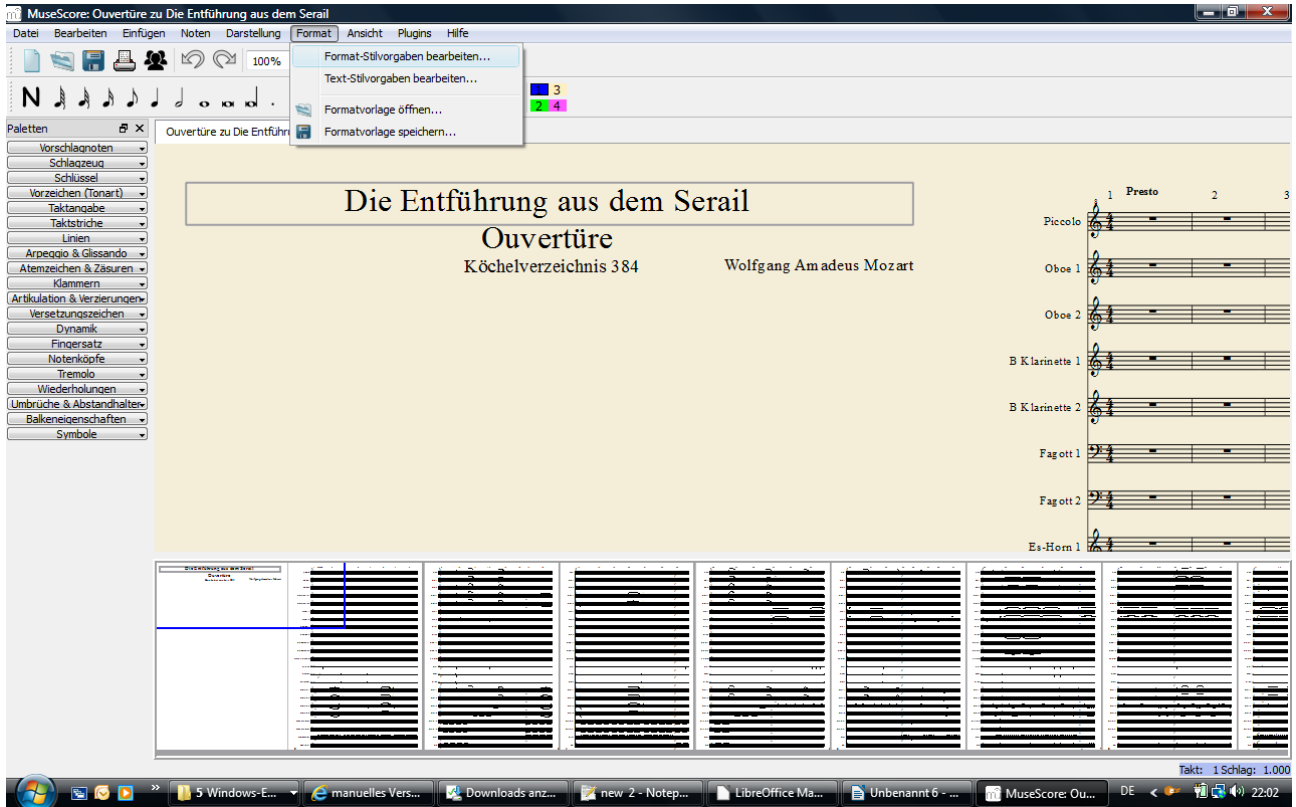 MuseScore: Ouvertüre zu Die Entführung aus dem Serail
Datei Bearbeiten Einfügen Noten Darstellung Format Ansicht Plugins Hilfe
100%
Format-Stilvorgaben bearbeiten...
Text-Stilvorgaben bearbeiten...
Formatvorlage öffnen...
Formatvorlage speichern...
N
1 3
2 4
Paletten
Ouvertüre zu Die Entführ
Vorschlagnoten
Schlagzeug
Schlüssel
Vorzeichen (Tonart)
Taktangabe
Taktstriche
Linien
Arpeggio & Glissando
Atemzeichen & Zäsuren
Klammern
Artikulation & Verzierungen
Versetzungszeichen
Dynamik
Fingersatz
Notenköpfe
Tremolo
Wiederholungen
Umbrüche & Abstandhalter
Balkeneigenschaften
Symbole
Die Entführung aus dem Serail
Ouvertüre
Köchelverzeichnis 384
Wolfgang Amadeus Mozart
1 Presto 2 3
Piccolo
Oboe 1
Oboe 2
B Klarinette 1
B Klarinette 2
Fagott 1
Fagott 2
Es-Horn 1
Die Entführung aus dem Serail
Ouvertüre
Takt: 1 Schlag: 1.000
5 Windows-E...
manuelles Vers...
Downloads anz...
new 2 - Notep...
LibreOffice Ma...
Unbenannt 6 - ...
MuseScore: Ou...
DE
22:02